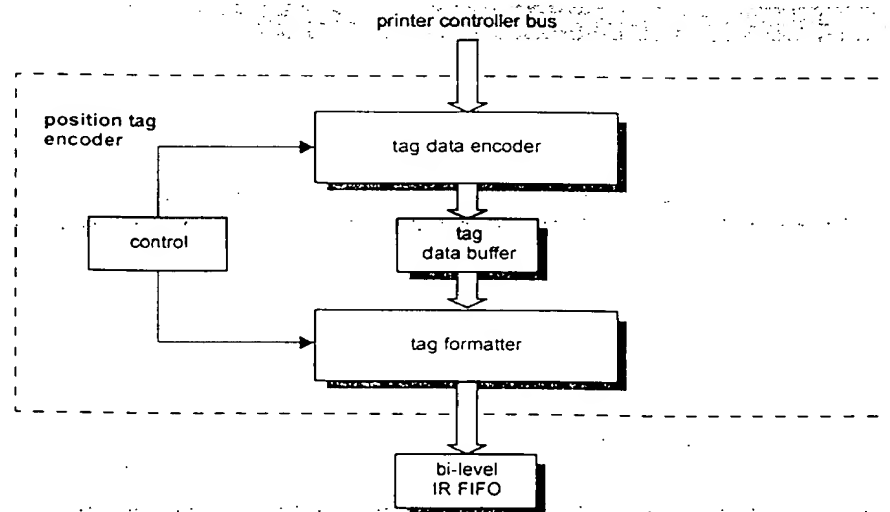 printer controller bus
position tag
encoder
tag data encoder
control
tag
data buffer
tag formatter
bi-level
IR FIFO